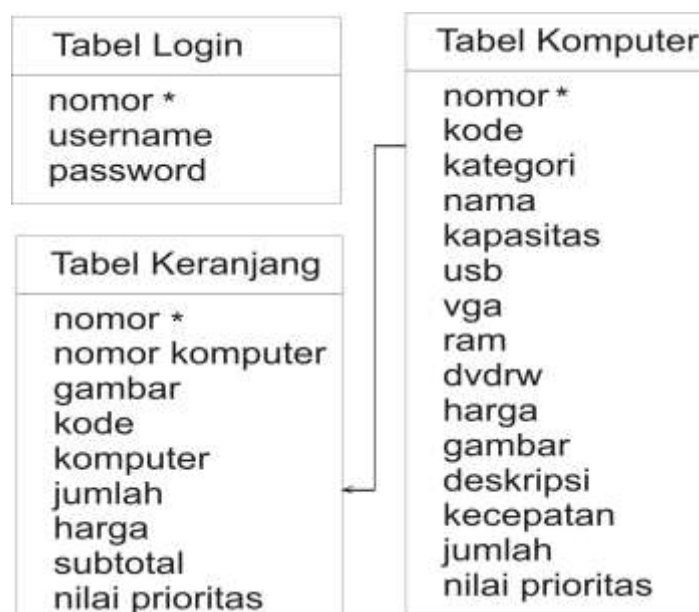 Tabel Login
nomor *
username
password
Tabel Keranjang
nomor *
nomor komputer
gambar
kode
komputer
jumlah
harga
subtotal
nilai prioritas
Tabel Komputer
nomor *
kode
kategori
nama
kapasitas
usb
vga
ram
dvdrw
harga
gambar
deskripsi
kecepatan
jumlah
nilai prioritas